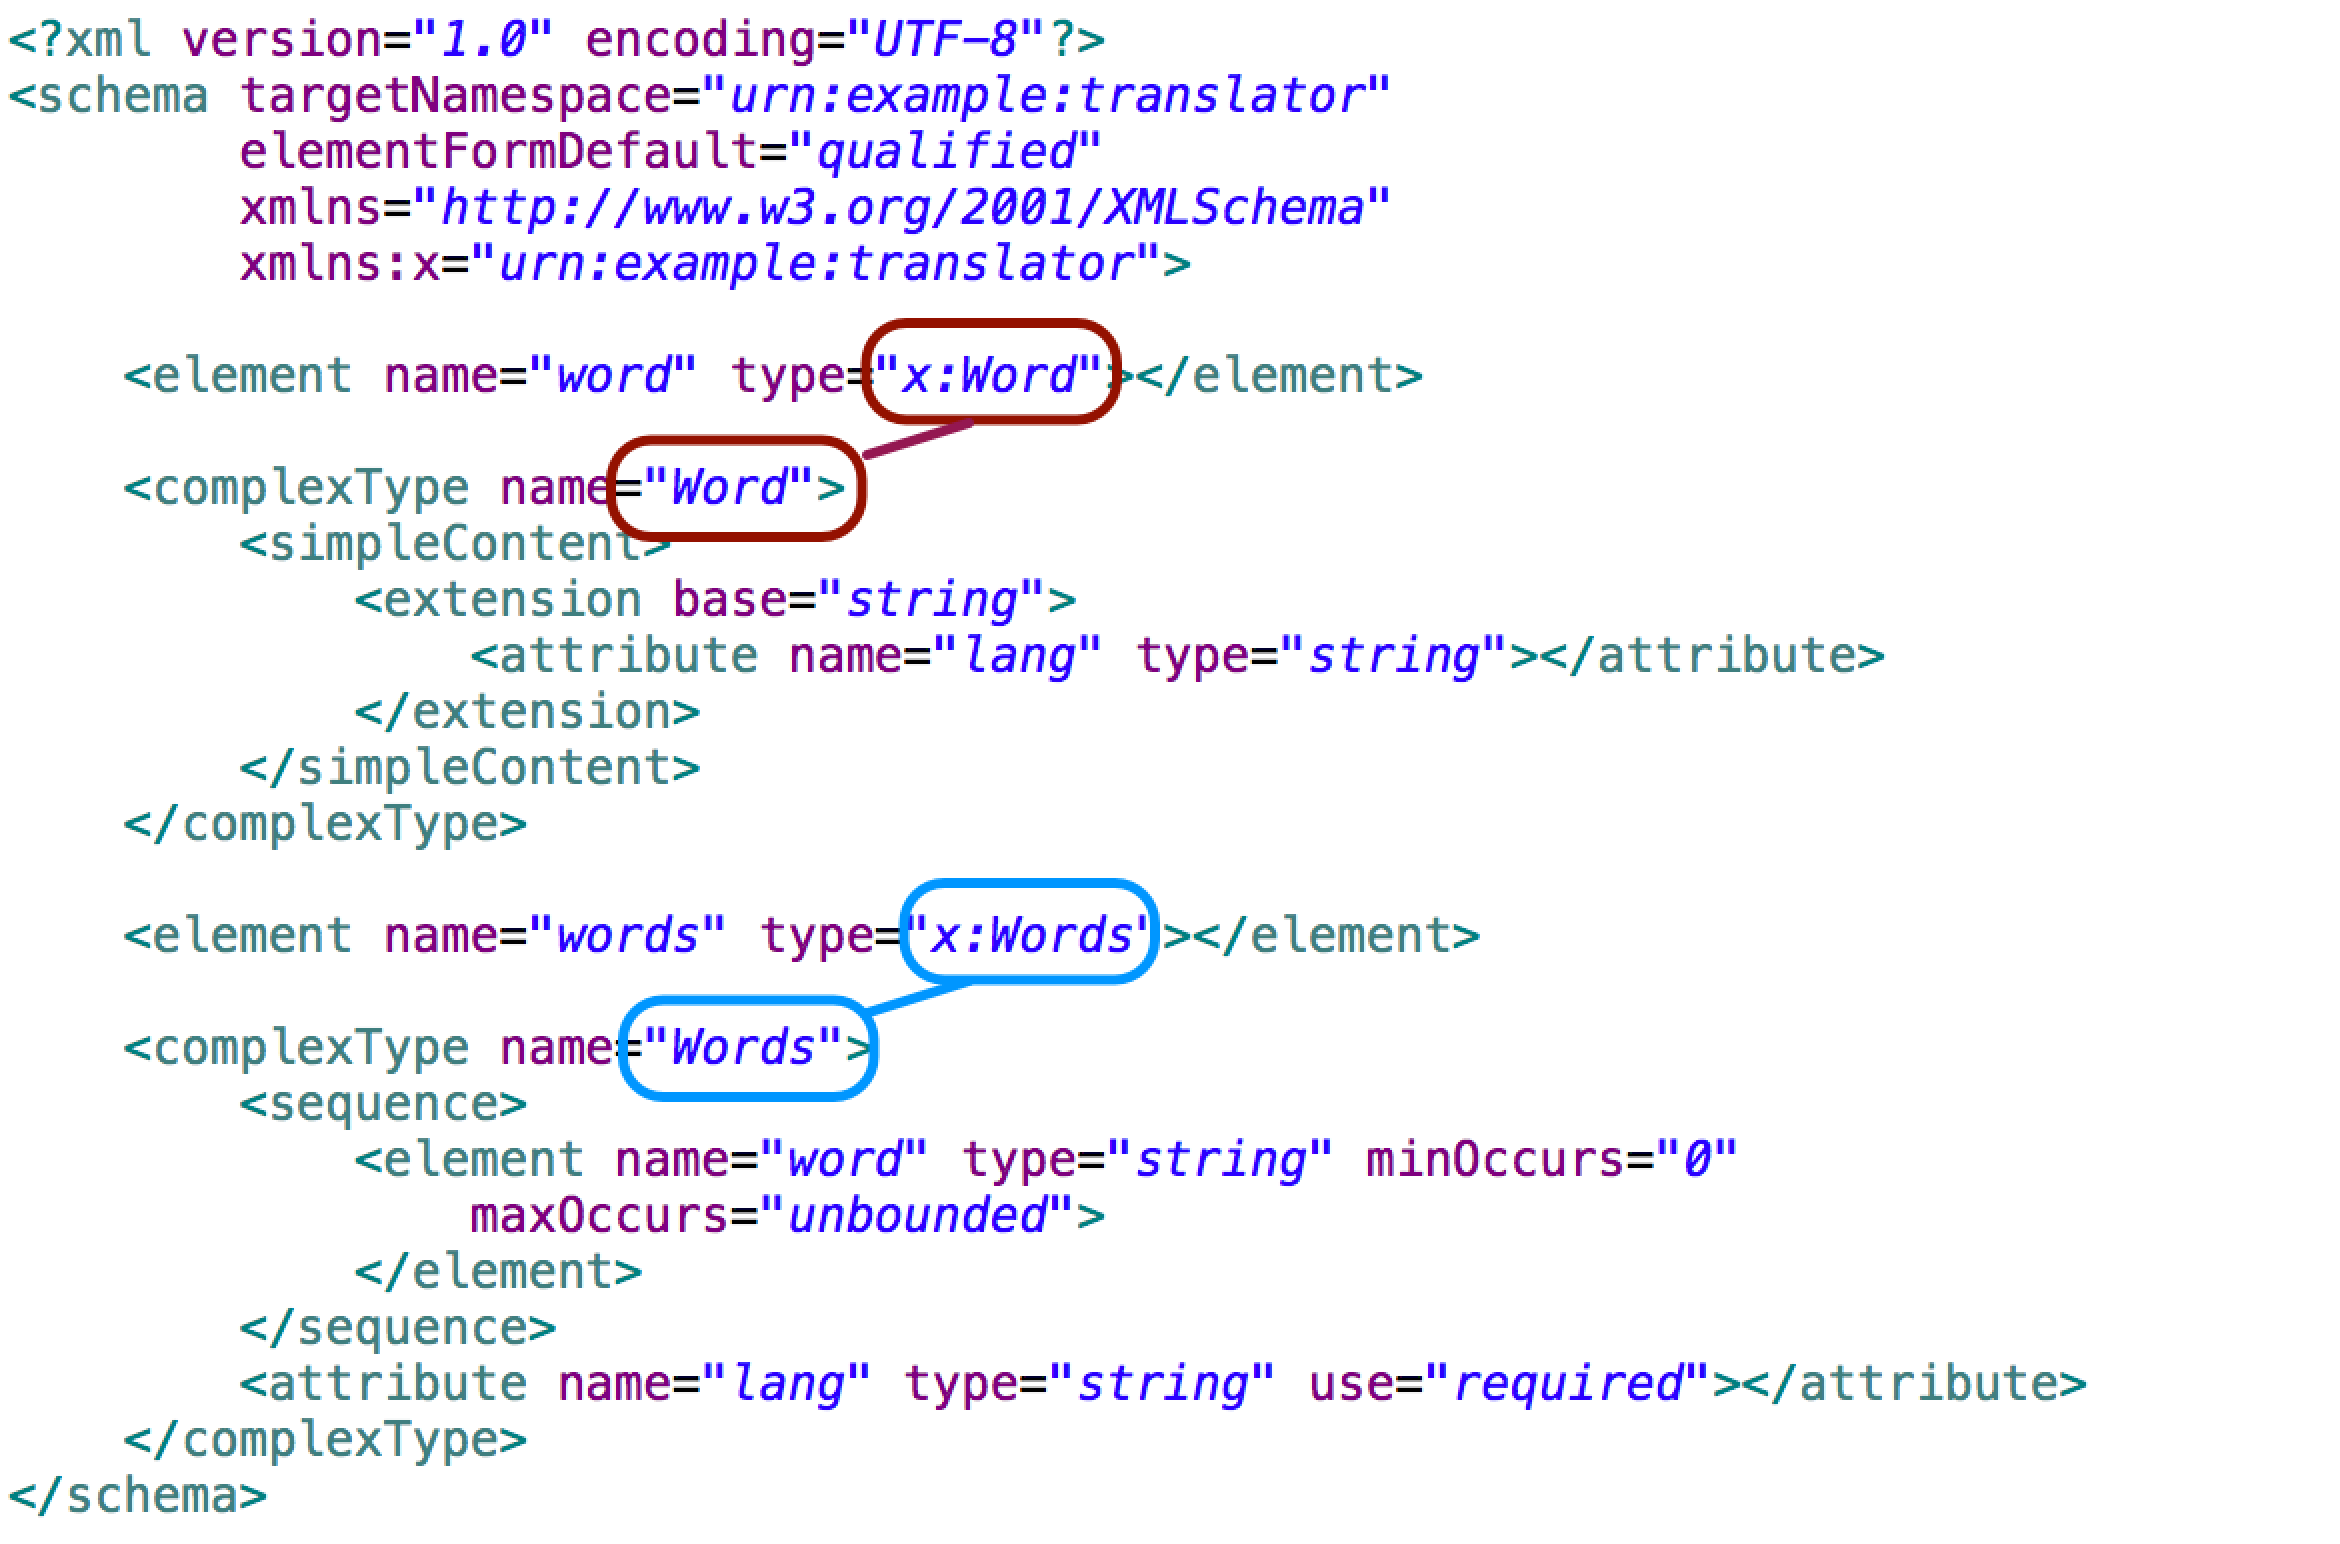 <?xml version="1.0" encoding="UTF-8"?>
<schema targetNamespace="urn:example:translator"
        elementFormDefault="qualified"
        xmlns="http://www.w3.org/2001/XMLSchema"
        xmlns:x="urn:example:translator">
    <element name="word" type="x:Word"></element>
    <complexType name="Word">
        <simpleContent>
            <extension base="string">
                <attribute name="lang" type="string"></attribute>
            </extension>
        </simpleContent>
    </complexType>
    <element name="words" type="x:Words"></element>
    <complexType name="Words">
        <sequence>
            <element name="word" type="string" minOccurs="0"
                maxOccurs="unbounded">
            </element>
        </sequence>
        <attribute name="lang" type="string" use="required"></attribute>
    </complexType>
</schema>